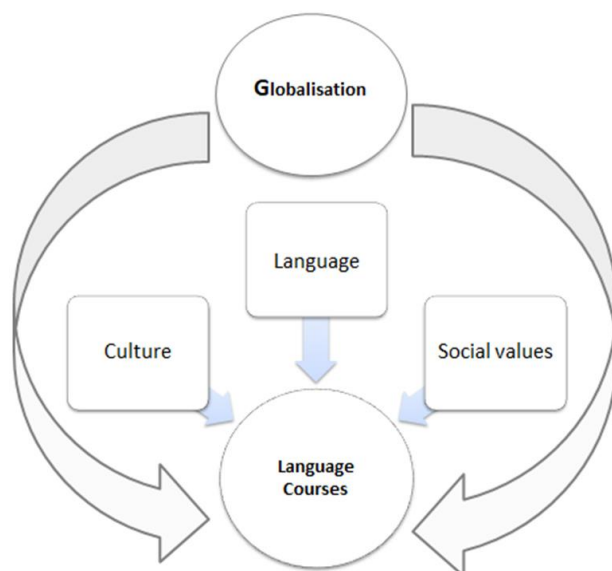 Globalisation
Language
Culture
Social values
Language
Courses